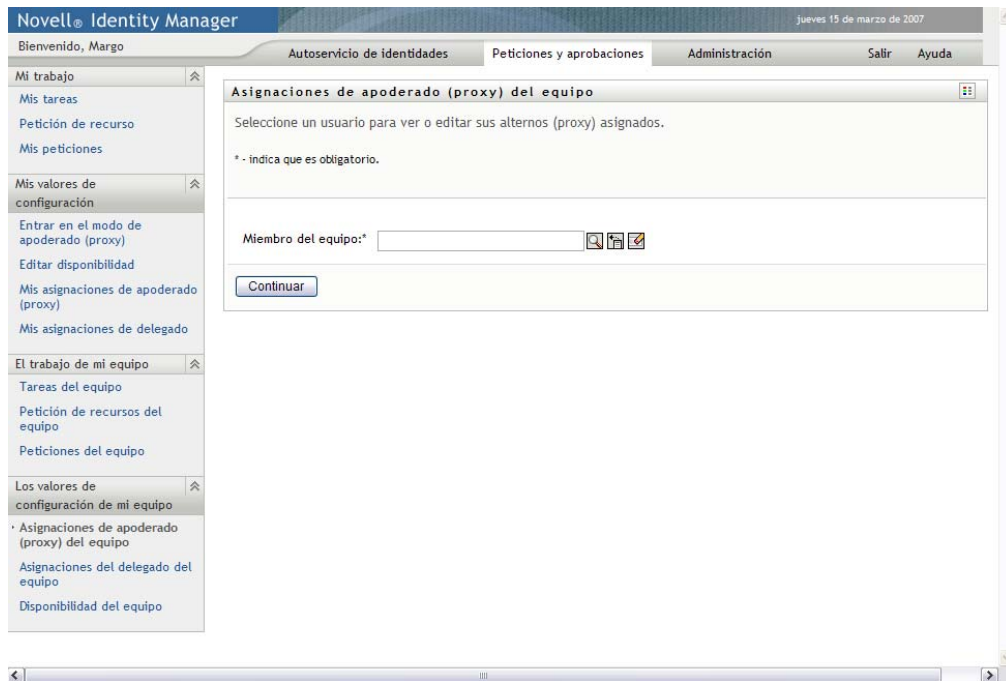 Novell® Identity Manager
jueves 15 de marzo de 2007
Bienvenido, Margo
Autoservicio de identidades
Peticiones y aprobaciones
Administración
Salir
Ayuda
Mi trabajo
Mis tareas
Petición de recurso
Mis peticiones
Mis valores de
configuración
Entrar en el modo de
apoderado (proxy)
Editar disponibilidad
Mis asignaciones de apoderado
(proxy)
Mis asignaciones de delegado
El trabajo de mi equipo
Tareas del equipo
Petición de recursos del
equipo
Peticiones del equipo
Los valores de
configuración de mi equipo
Asignaciones de apoderado
(proxy) del equipo
Asignaciones del delegado del
equipo
Disponibilidad del equipo
Asignaciones de apoderado (proxy) del equipo
Seleccione un usuario para ver o editar sus alternos (proxy) asignados.
* - indica que es obligatorio.
Miembro del equipo:*
Continuar